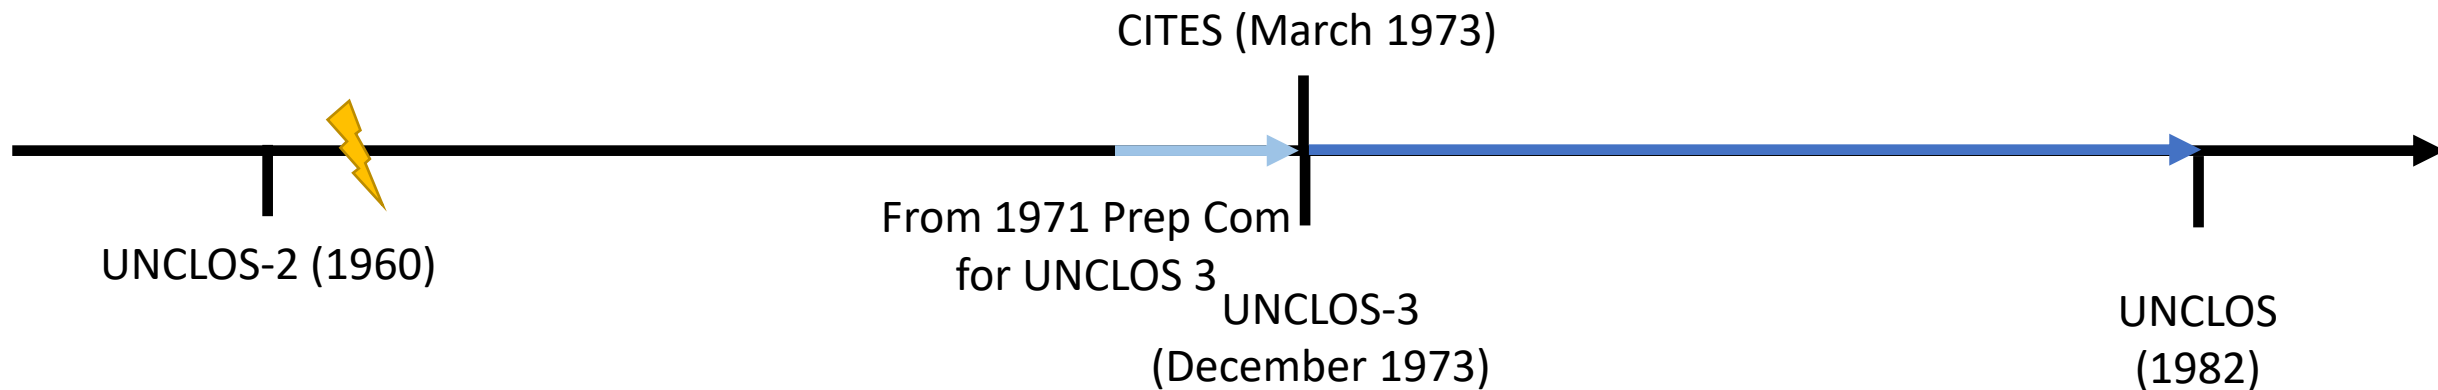 CITES (March 1973)
UNCLOS-2 (1960)
From 1971 Prep Com
for UNCLOS 3
UNCLOS-3
(December 1973)
UNCLOS
(1982)